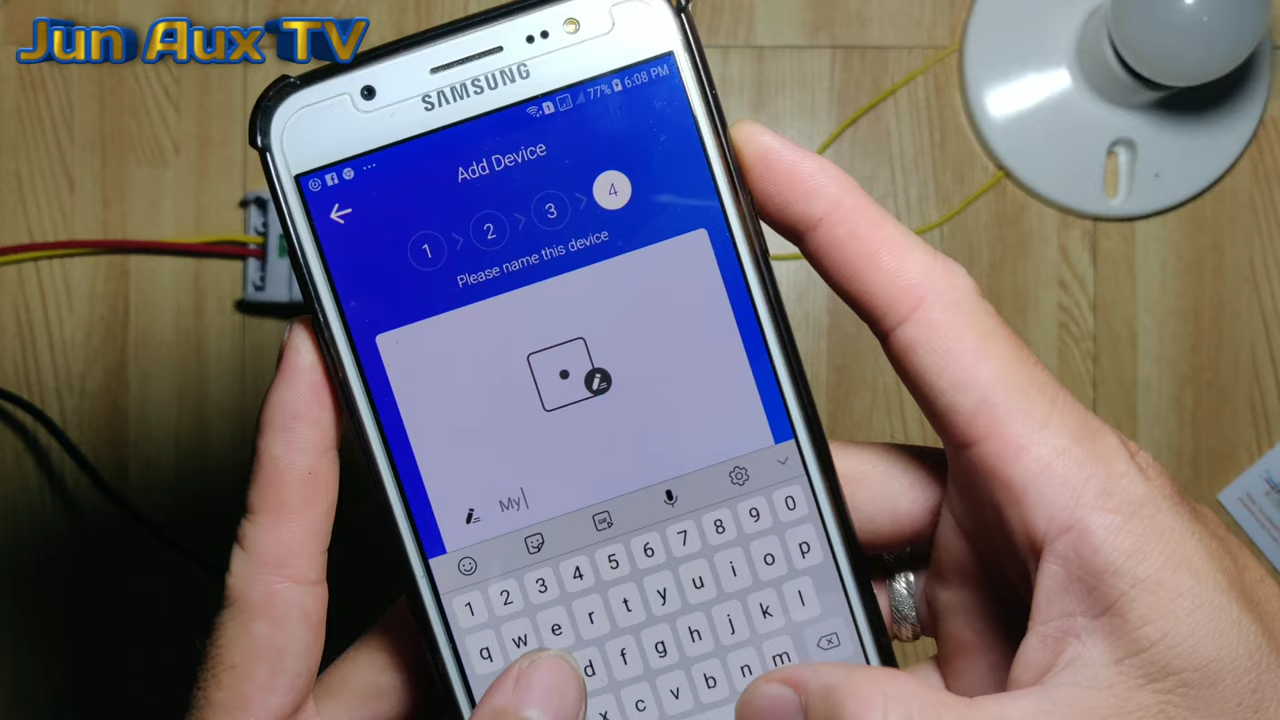 Jun Aux TV
SAMSUNG
77% 6:08 PM
Add Device
1 2 3 4
Please name this device
My
GIF
1 2 3 4 5 6 7 8 9 0
q w e r t y u i o p
d f g h j k l
x c v b n m